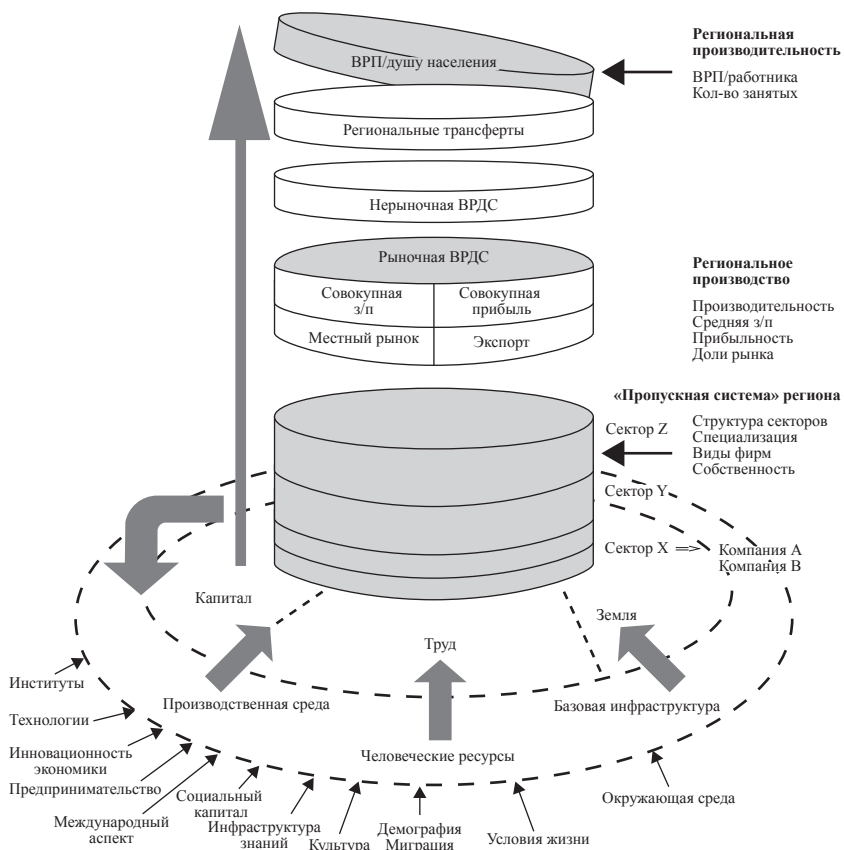 Региональная
производительность
ВРП/душу населения
ВРП/работника
Кол-во занятых
Региональные трансферты
Нерыночная ВРДС
Рыночная ВРДС
Совокупная
з/п
Совокупная
прибыль
Местный рынок
Экспорт
Региональное
производство
Производительность
Средняя з/п
Прибыльность
Доли рынка
«Пропускная система» региона
Структура секторов
Специализация
Виды фирм
Собственность
Сектор Z
Сектор Y
Сектор X =>
Компания A
Компания B
Капитал
Труд
Земля
Институты
Производственная среда
Базовая инфраструктура
Технологии
Инновационность
экономики
Человеческие ресурсы
Предпринимательство
Социальный
капитал
Окружающая среда
Международный
аспект
Инфраструктура
знаний
Культура
Демография
Миграция
Условия жизни